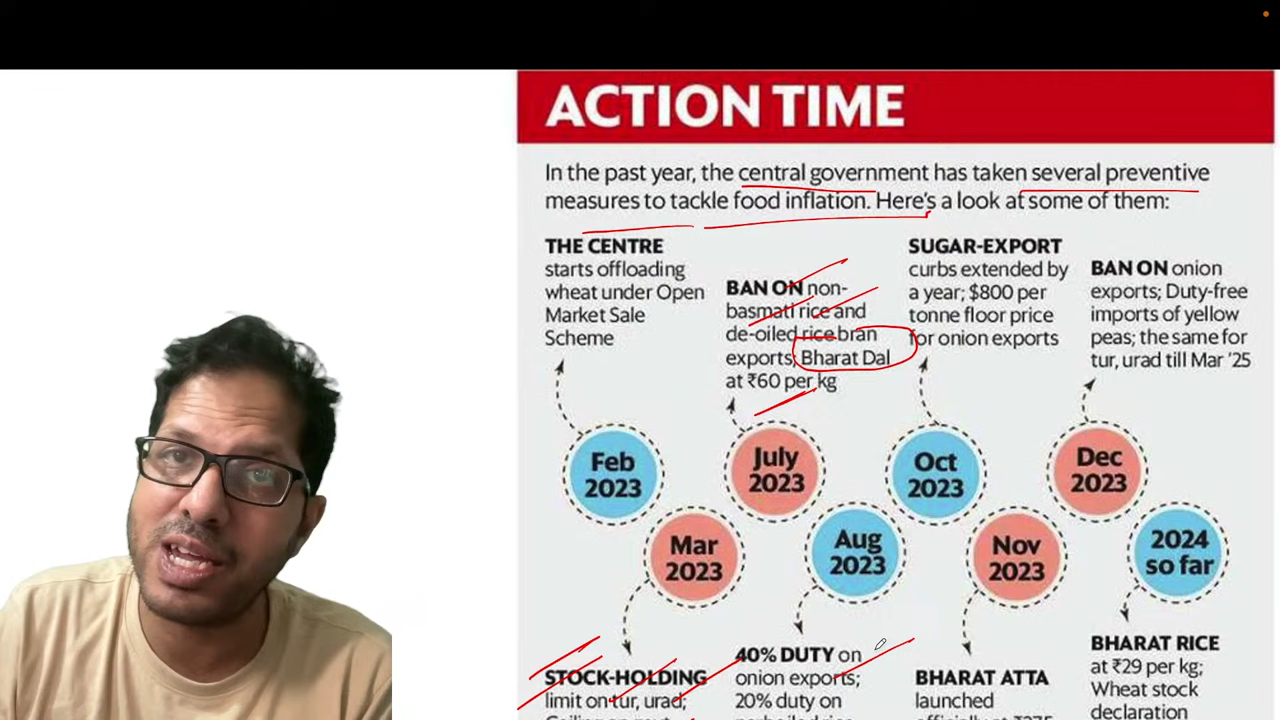 ACTION TIME
In the past year, the central government has taken several preventive
measures to tackle food inflation. Here's a look at some of them:
THE CENTRE
starts offloading
wheat under Open
Market Sale
Scheme
BAN ON non-
basmati rice and
de-oiled rice bran
exports; Bharat Dal
at ₹60 per kg
SUGAR-EXPORT
curbs extended by
a year; $800 per
tonne floor price
for onion exports
BAN ON onion
exports; Duty-free
imports of yellow
peas; the same for
tur, urad till Mar '25
Feb
2023
July
2023
Oct
2023
Dec
2023
Mar
2023
Aug
2023
Nov
2023
2024
so far
STOCK-HOLDING
limit on tur, urad;
40% DUTY on
onion exports;
20% duty on
BHARAT ATTA
launched
BHARAT RICE
at ₹29 per kg;
Wheat stock
declaration